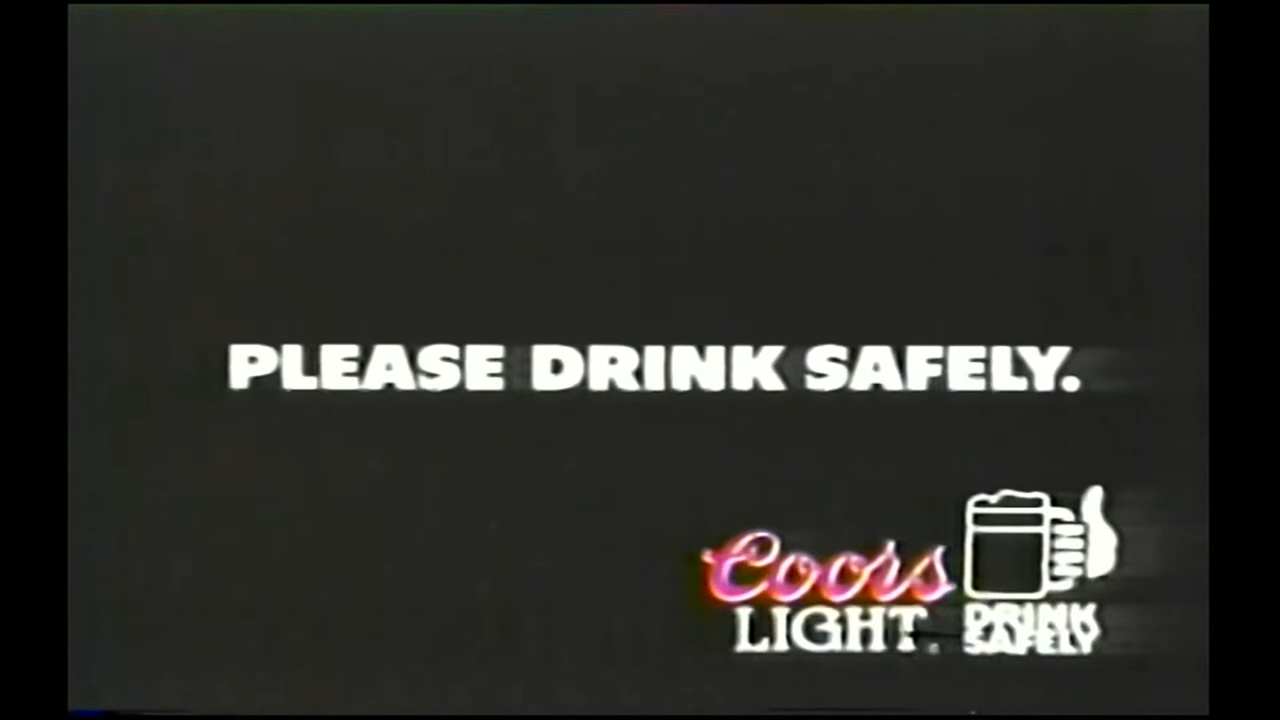 PLEASE DRINK SAFELY.
Coors
LIGHT.
DRINK
SAFELY